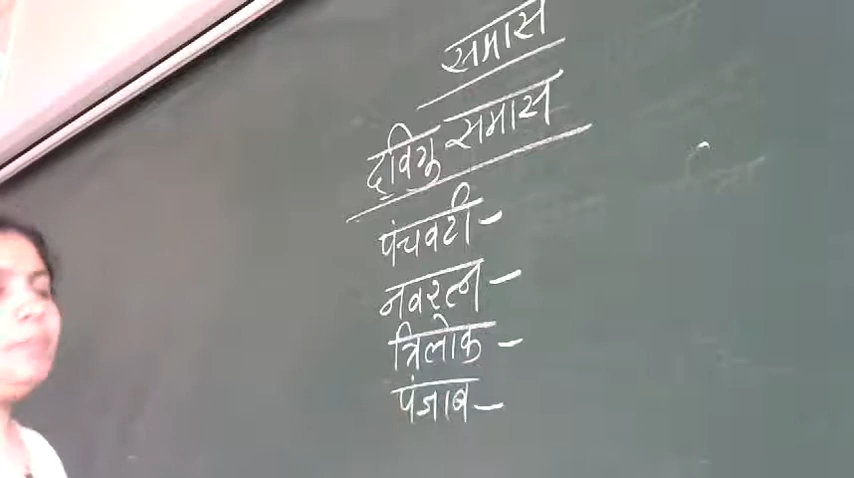 समास
द्विगु समास
पंचवटी -
नवरत्न -
त्रिलोक -
पंजाब -